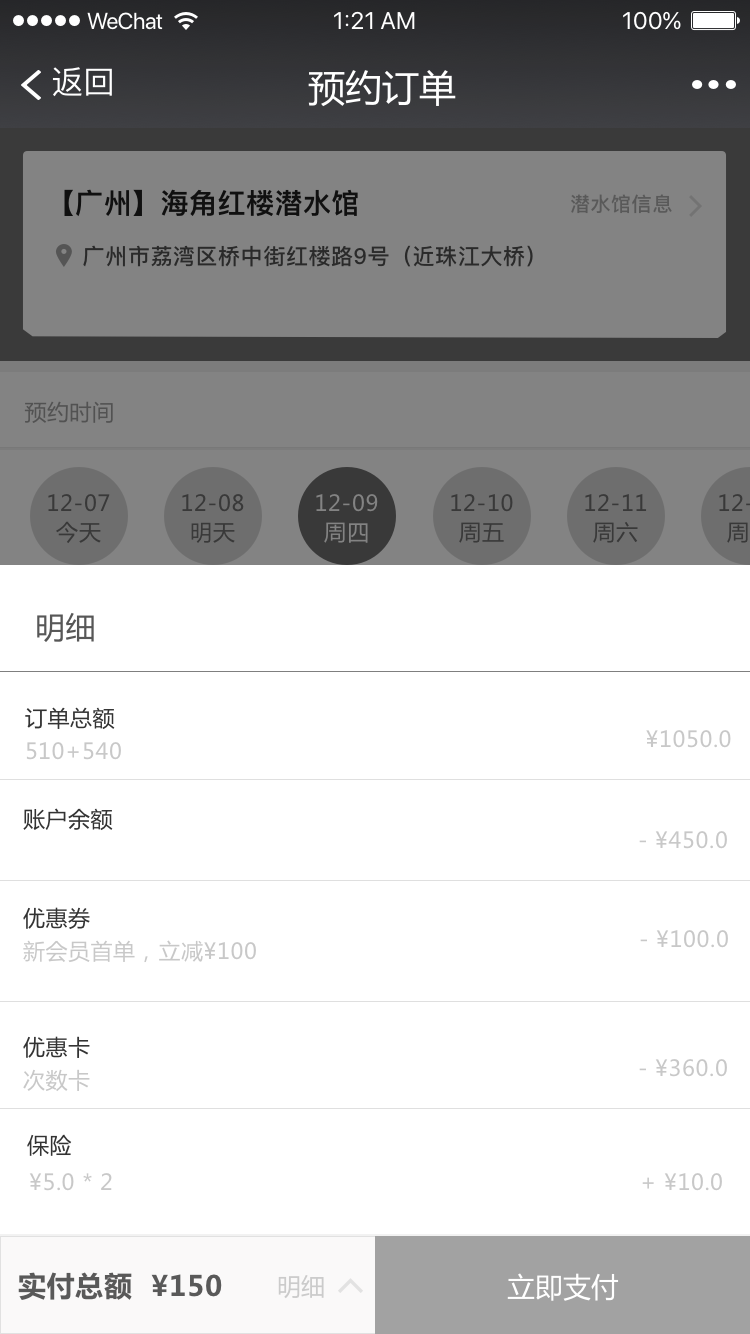 WeChat 1:21 AM 100%
返回 预约订单
【广州】海角红楼潜水馆 潜水馆信息
广州市荔湾区桥中街红楼路9号（近珠江大桥）
预约时间
12-07 12-08 12-09 12-10 12-11 12-
今天 明天 周四 周五 周六 周
明细
订单总额
510+540 ¥1050.0
账户余额
- ¥450.0
优惠券
新会员首单，立减¥100 - ¥100.0
优惠卡
次数卡 - ¥360.0
保险
¥5.0 * 2 + ¥10.0
实付总额 ¥150 明细 立即支付